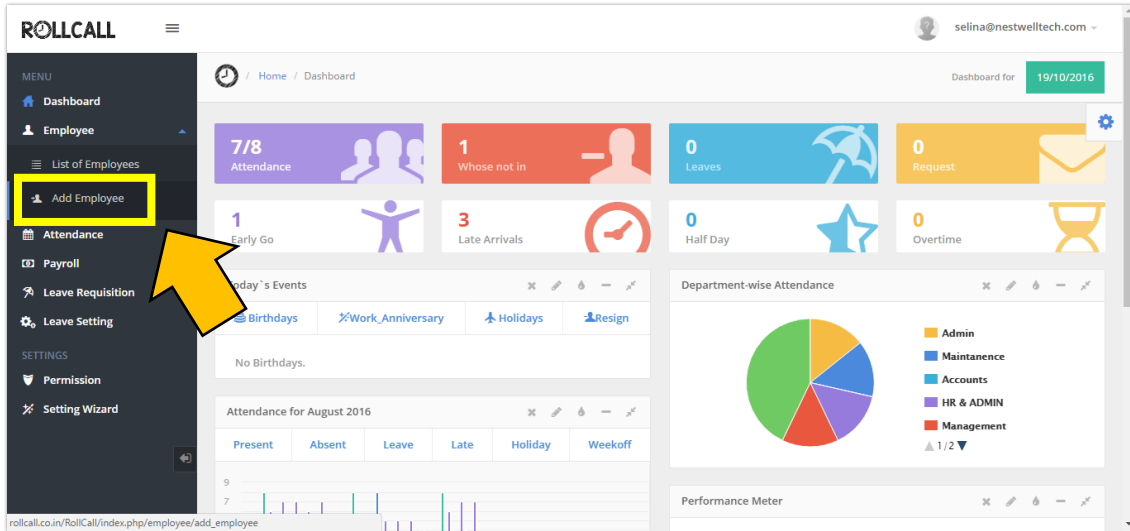 ROLLCALL
selina@nestwelltech.com
MENU
Dashboard
Employee
List of Employees
Add Employee
Attendance
Payroll
Leave Requisition
Leave Setting
SETTINGS
Permission
Setting Wizard
/ Home / Dashboard
Dashboard for 19/10/2016
7/8
Attendance
1
Whose not in
0
Leaves
0
Request
1
Early Go
3
Late Arrivals
0
Half Day
0
Overtime
Today`s Events
Birthdays Work_Anniversary Holidays Resign
No Birthdays.
Attendance for August 2016
Present Absent Leave Late Holiday Weekoff
9
7
Department-wise Attendance
Admin
Maintanence
Accounts
HR & ADMIN
Management
1/2
Performance Meter
rollcall.co.in/RollCall/index.php/employee/add_employee